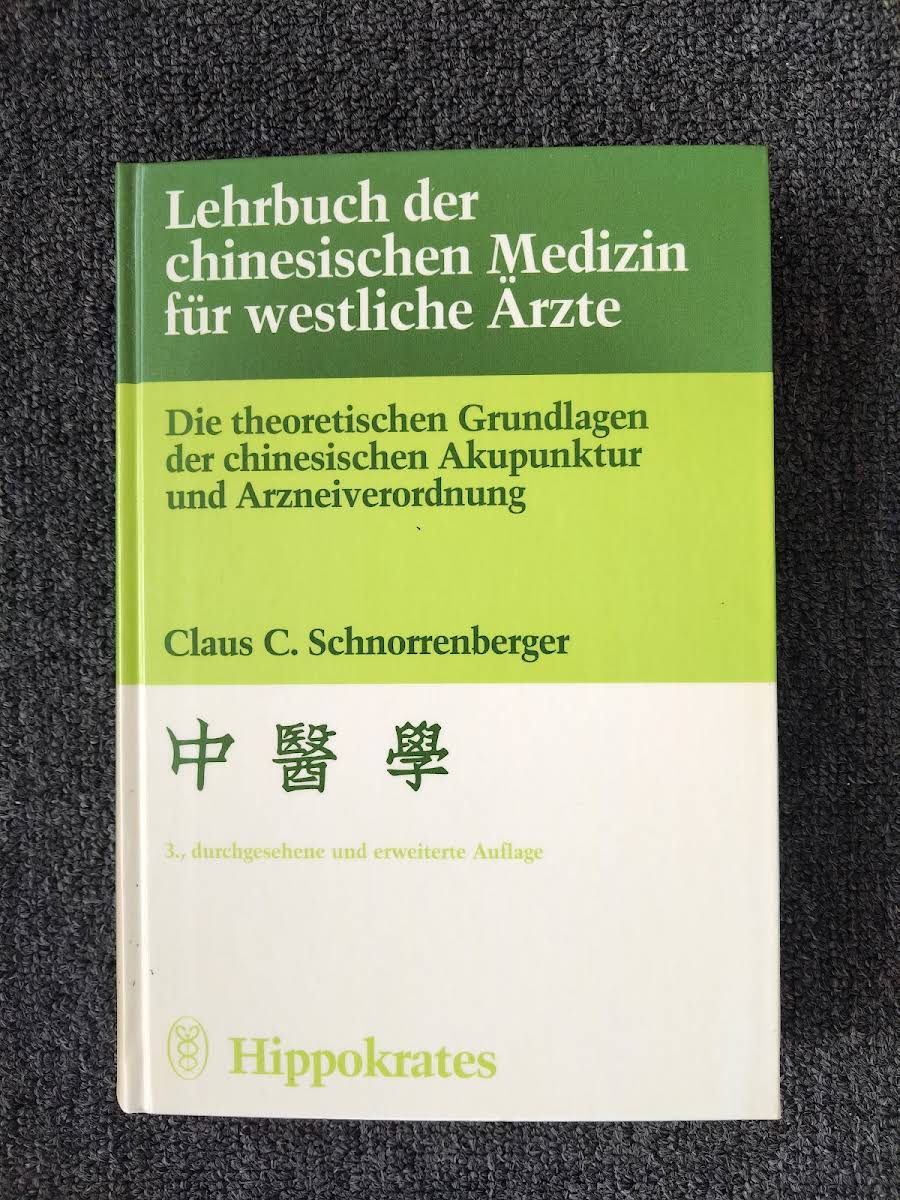 Lehrbuch der
chinesischen Medizin
für westliche Ärzte
Die theoretischen Grundlagen
der chinesischen Akupunktur
und Arzneiverordnung
Claus C. Schnorrenberger
中醫學
3., durchgesehene und erweiterte Auflage
Hippokrates